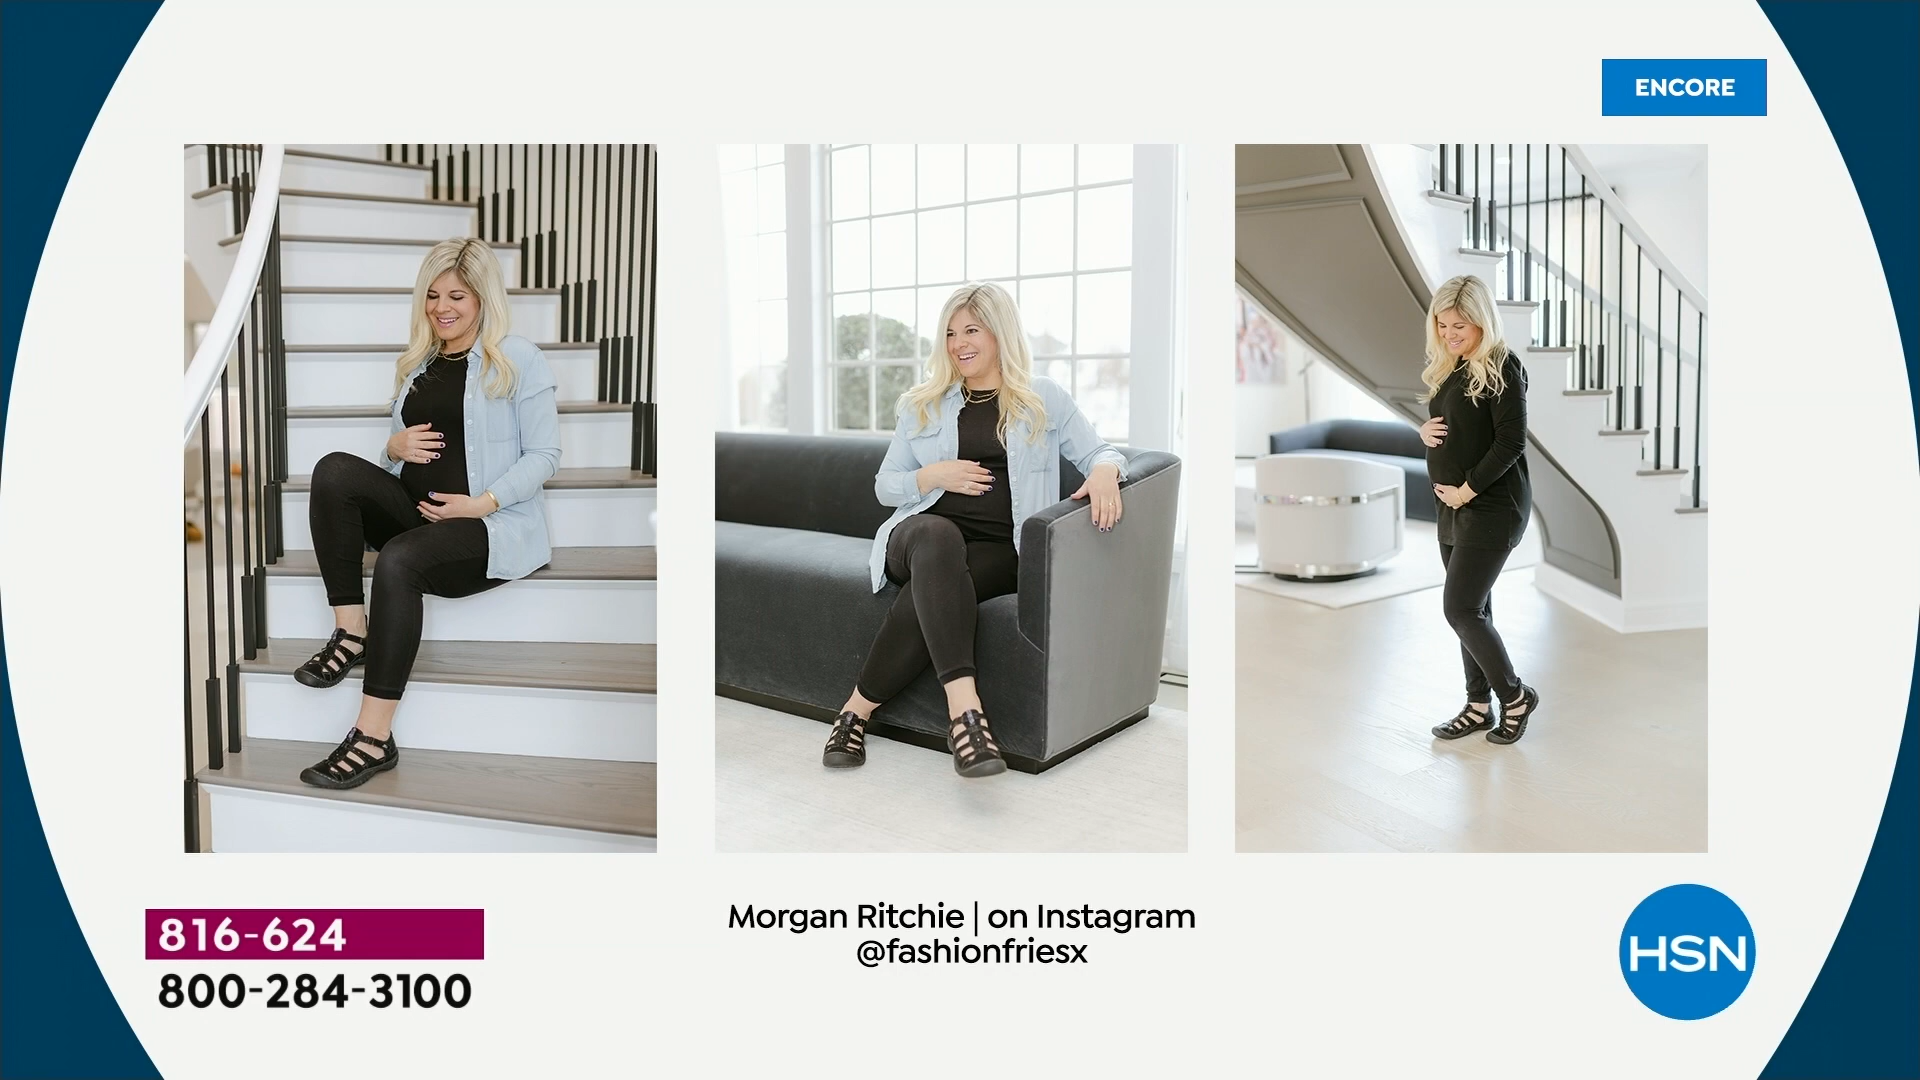 ENCORE
816-624
800-284-3100
Morgan Ritchie | on Instagram
@fashionfriesx
HSN